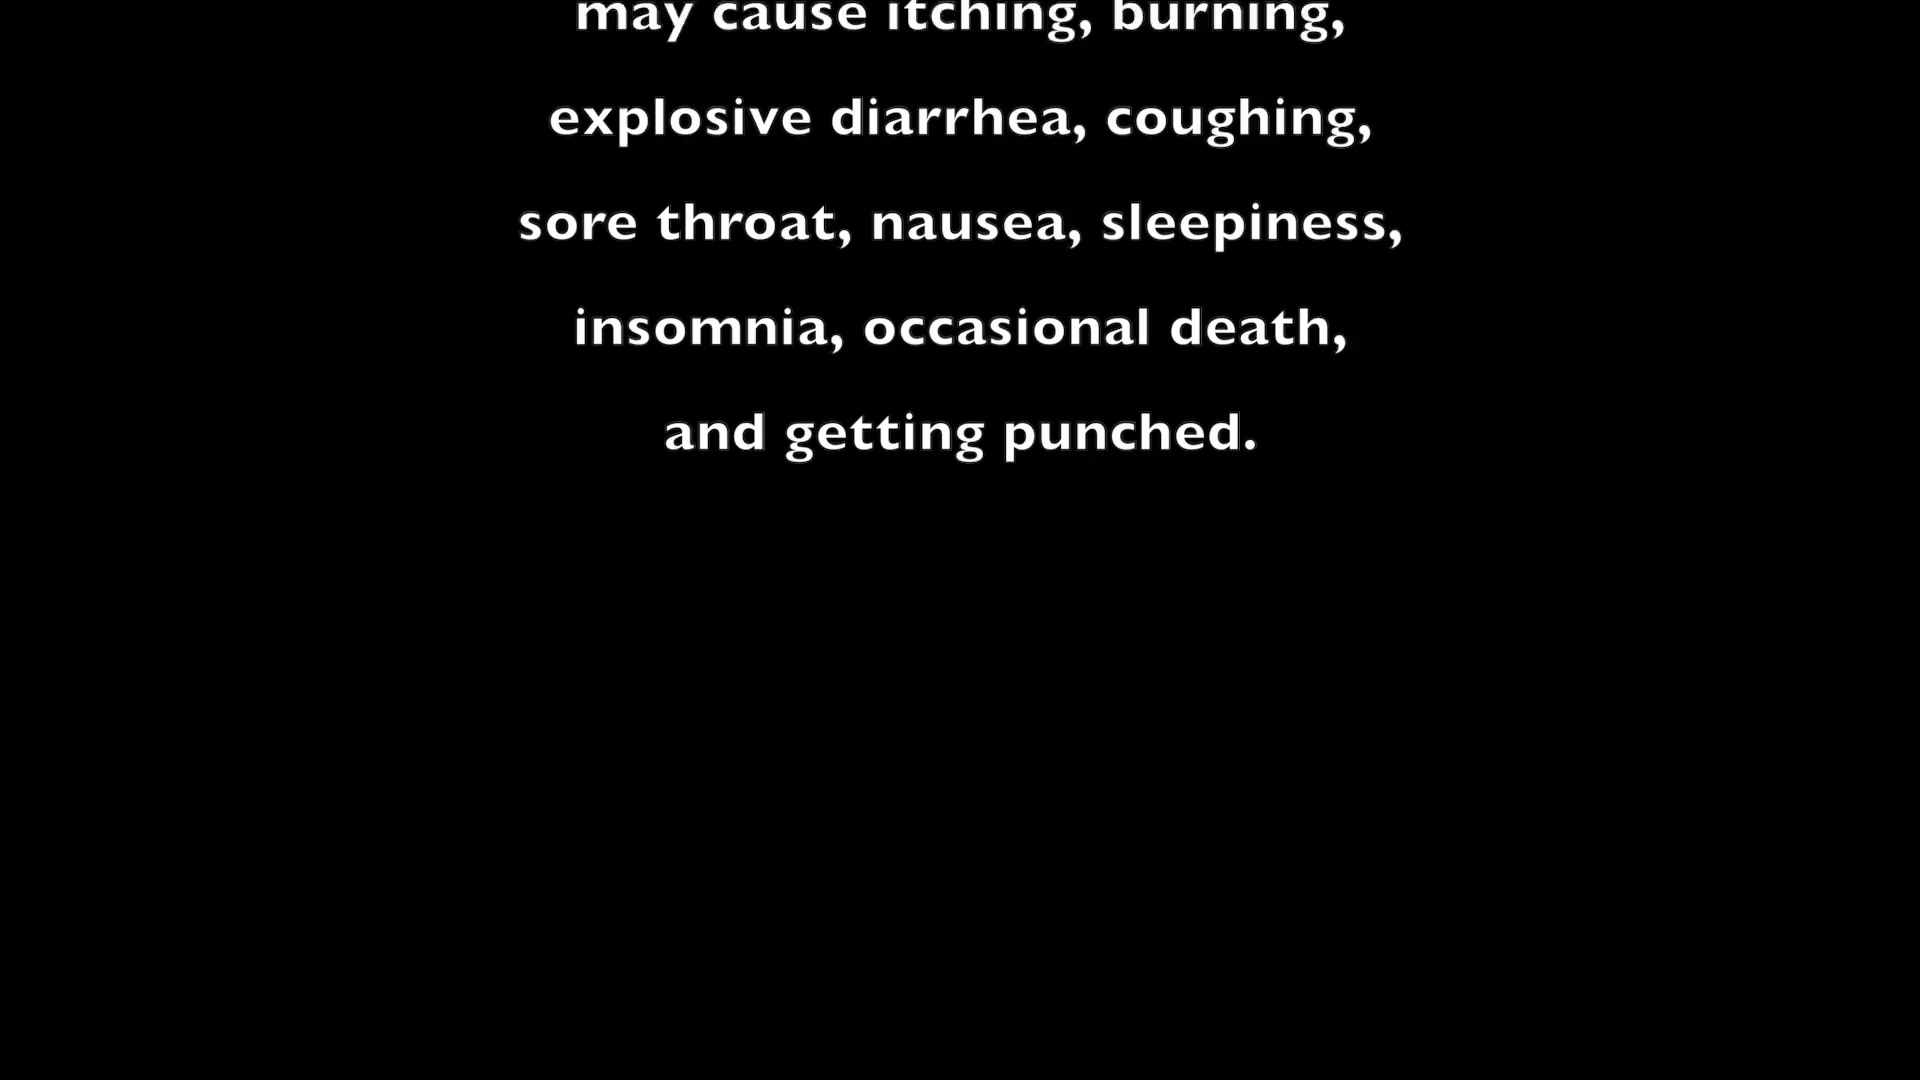 may cause itching, burning,
explosive diarrhea, coughing,
sore throat, nausea, sleepiness,
insomnia, occasional death,
and getting punched.